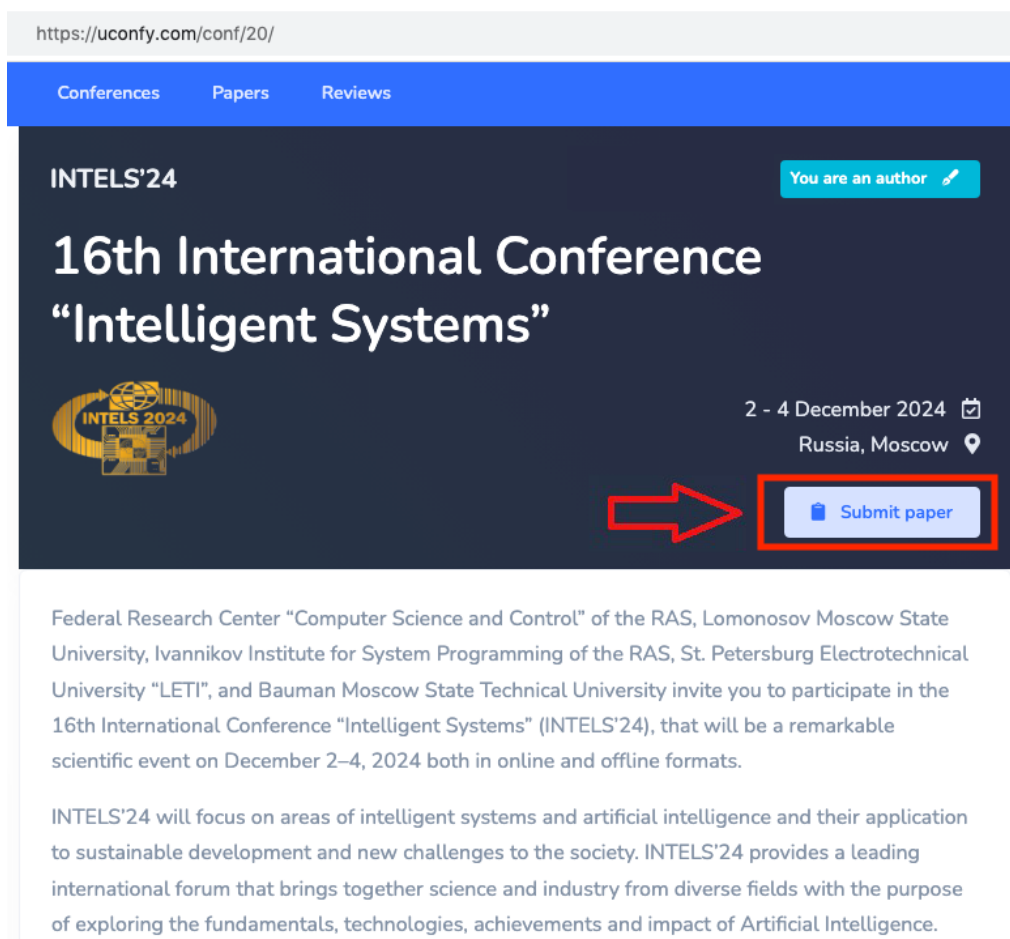 https://uconfy.com/conf/20/
Conferences Papers Reviews
INTELS’24
You are an author
16th International Conference
“Intelligent Systems”
INTELS 2024
2 - 4 December 2024
Russia, Moscow
Submit paper
Federal Research Center “Computer Science and Control” of the RAS, Lomonosov Moscow State
University, Ivannikov Institute for System Programming of the RAS, St. Petersburg Electrotechnical
University “LETI”, and Bauman Moscow State Technical University invite you to participate in the
16th International Conference “Intelligent Systems” (INTELS’24), that will be a remarkable
scientific event on December 2–4, 2024 both in online and offline formats.
INTELS’24 will focus on areas of intelligent systems and artificial intelligence and their application
to sustainable development and new challenges to the society. INTELS’24 provides a leading
international forum that brings together science and industry from diverse fields with the purpose
of exploring the fundamentals, technologies, achievements and impact of Artificial Intelligence.